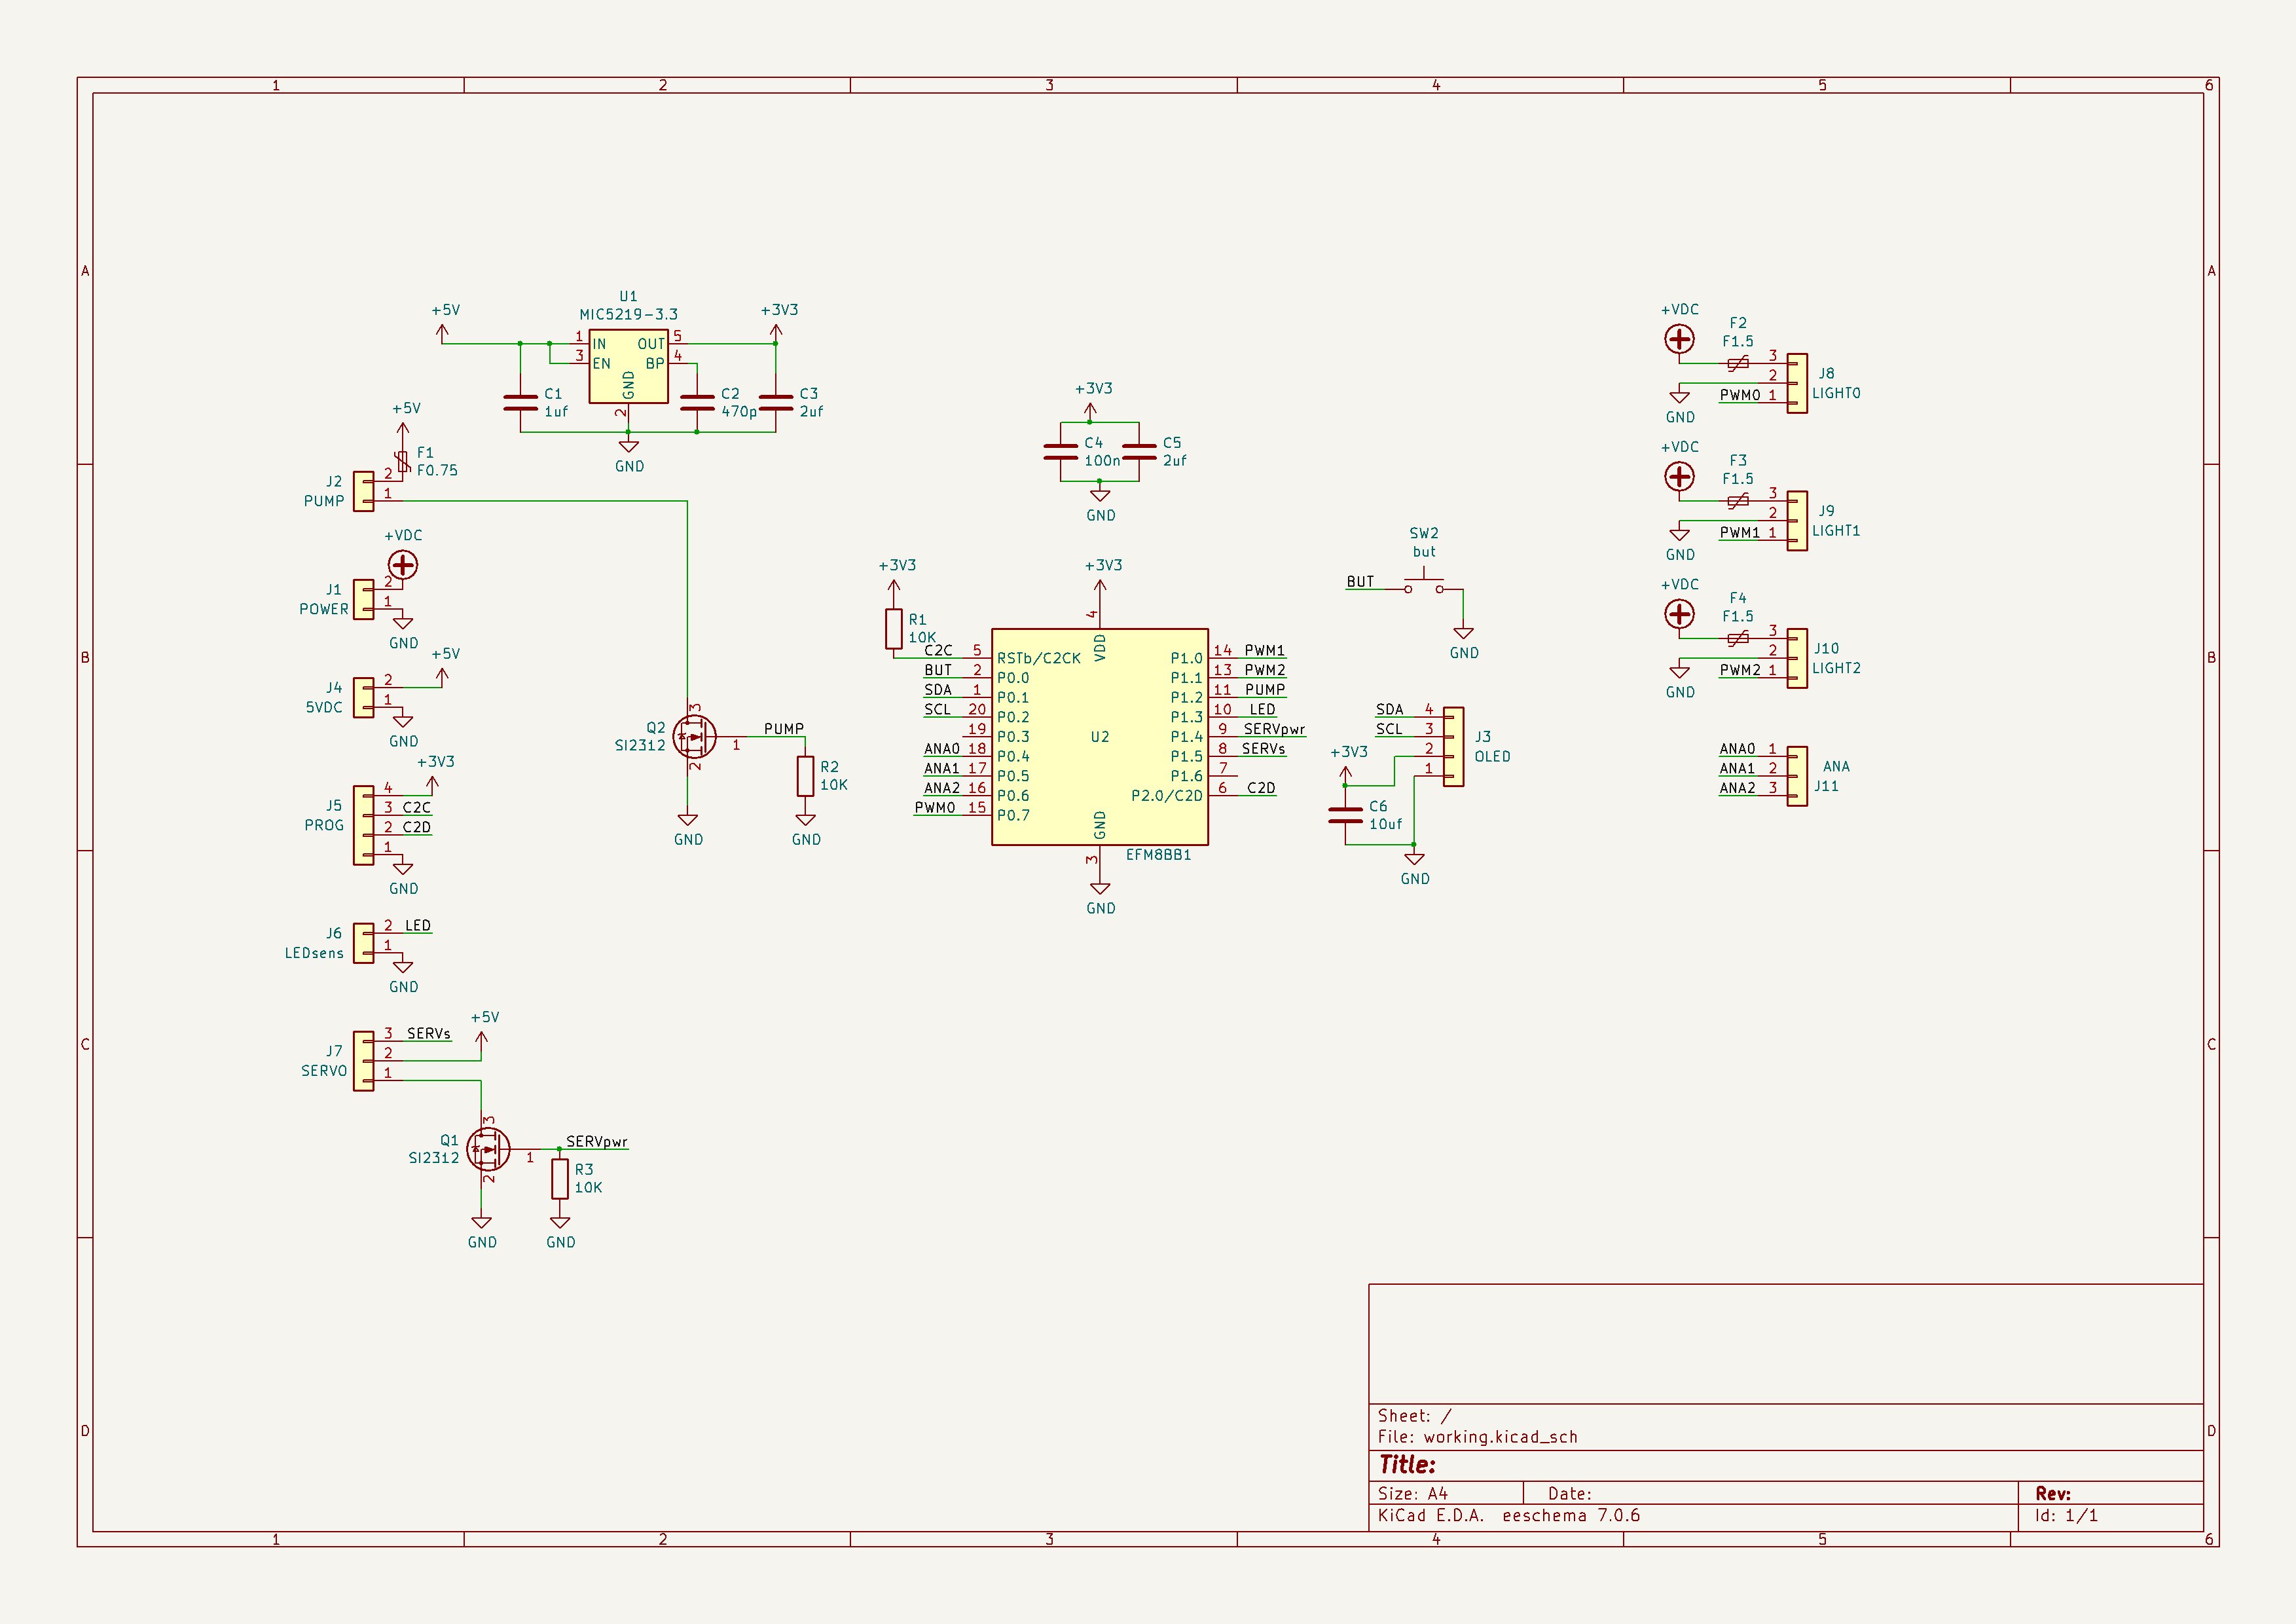 1 2 3 4 5 6
A A
B B
C C
D D
1 2 3 4 5 6
U1
MIC5219-3.3
+5V
+3V3
1 IN
3 EN
OUT 5
BP 4
GND
2
C1
1uf
C2
470p
C3
2uf
GND
+5V
F1
F0.75
J2
PUMP
2
1
+VDC
J1
POWER
2
1
GND
+5V
J4
5VDC
2
1
GND
+3V3
J5
PROG
4
3 C2C
2 C2D
1
GND
J6
LEDsens
2 LED
1
GND
+5V
J7
SERVO
3 SERVs
2
1
Q1
SI2312
3
2
1
SERVpwr
R3
10K
GND
GND
Q2
SI2312
3
2
1
PUMP
R2
10K
GND
GND
+3V3
C4
100n
C5
2uf
GND
+3V3
R1
10K
+3V3
4
VDD
C2C 5 RSTb/C2CK
BUT 2 P0.0
SDA 1 P0.1
SCL 20 P0.2
19 P0.3
ANA0 18 P0.4
ANA1 17 P0.5
ANA2 16 P0.6
PWM0 15 P0.7
U2
P1.0 14 PWM1
P1.1 13 PWM2
P1.2 11 PUMP
P1.3 10 LED
P1.4 9 SERVpwr
P1.5 8 SERVs
P1.6 7
P2.0/C2D 6 C2D
GND
3
EFM8BB1
GND
SW2
but
BUT
GND
SDA 4
SCL 3
2
1
J3
OLED
+3V3
C6
10uf
GND
+VDC
F2
F1.5
3
2
PWM0 1
J8
LIGHT0
GND
+VDC
F3
F1.5
3
2
PWM1 1
J9
LIGHT1
GND
+VDC
F4
F1.5
3
2
PWM2 1
J10
LIGHT2
GND
ANA0 1
ANA1 2
ANA2 3
ANA
J11
Sheet: /
File: working.kicad_sch
Title:
Size: A4 Date: Rev:
KiCad E.D.A. eeschema 7.0.6 Id: 1/1